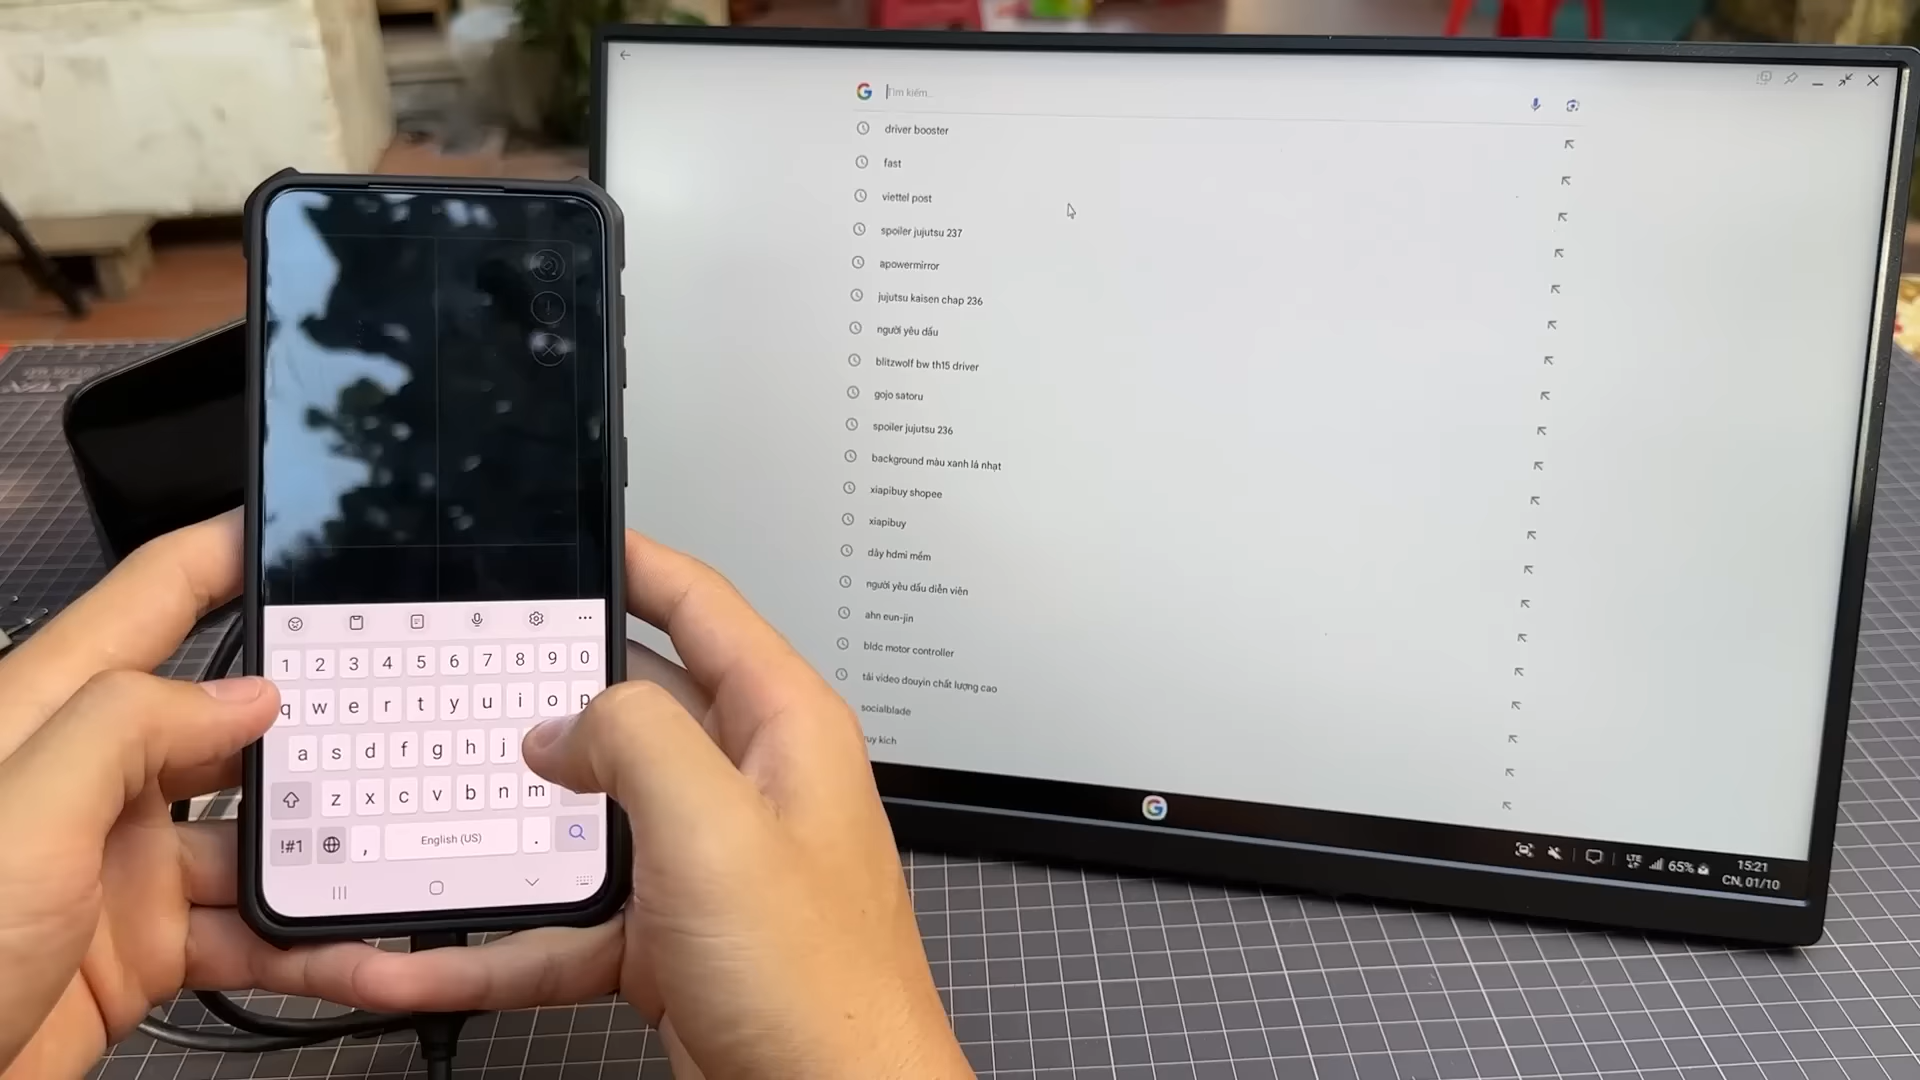 Tìm kiếm...
driver booster
fast
viettel post
spoiler jujutsu 237
apowermirror
jujutsu kaisen chap 236
người yêu dấu
blitzwolf bw th15 driver
gojo satoru
spoiler jujutsu 236
background màu xanh lá nhạt
xiapibuy shopee
xiapibuy
dây hdmi mềm
người yêu dấu diễn viên
ahn eun-jin
bldc motor controller
tải video douyin chất lượng cao
socialblade
uy kich
LTE 65% 15:21
CN, 01/10
1 2 3 4 5 6 7 8 9 0
q w e r t y u i o p
a s d f g h j
z x c v b n m
!#1 , English (US) .